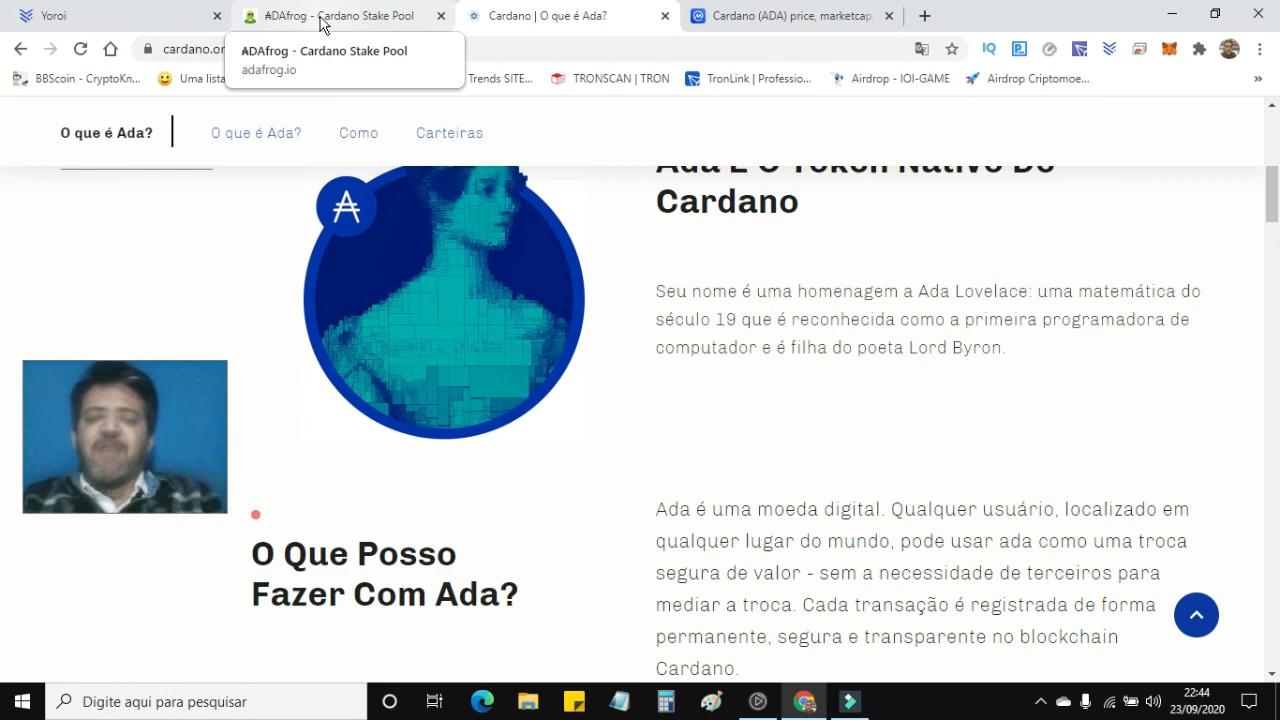 Yoroi
₳DAfrog - Cardano Stake Pool
Cardano | O que é Ada?
Cardano (ADA) price, marketcap,
cardano.or
₳DAfrog - Cardano Stake Pool
adafrog.io
BBScoin - CryptoKn...
Uma lista
Trends SITE...
TRONSCAN | TRON
TronLink | Professio...
Airdrop - IOI-GAME
Airdrop Criptomoe...
O que é Ada?
O que é Ada?
Como
Carteiras
Ada É O Token Nativo Do
Cardano
Seu nome é uma homenagem a Ada Lovelace: uma matemática do
século 19 que é reconhecida como a primeira programadora de
computador e é filha do poeta Lord Byron.
O Que Posso
Fazer Com Ada?
Ada é uma moeda digital. Qualquer usuário, localizado em
qualquer lugar do mundo, pode usar ada como uma troca
segura de valor - sem a necessidade de terceiros para
mediar a troca. Cada transação é registrada de forma
permanente, segura e transparente no blockchain
Cardano.
Digite aqui para pesquisar
22:44
23/09/2020